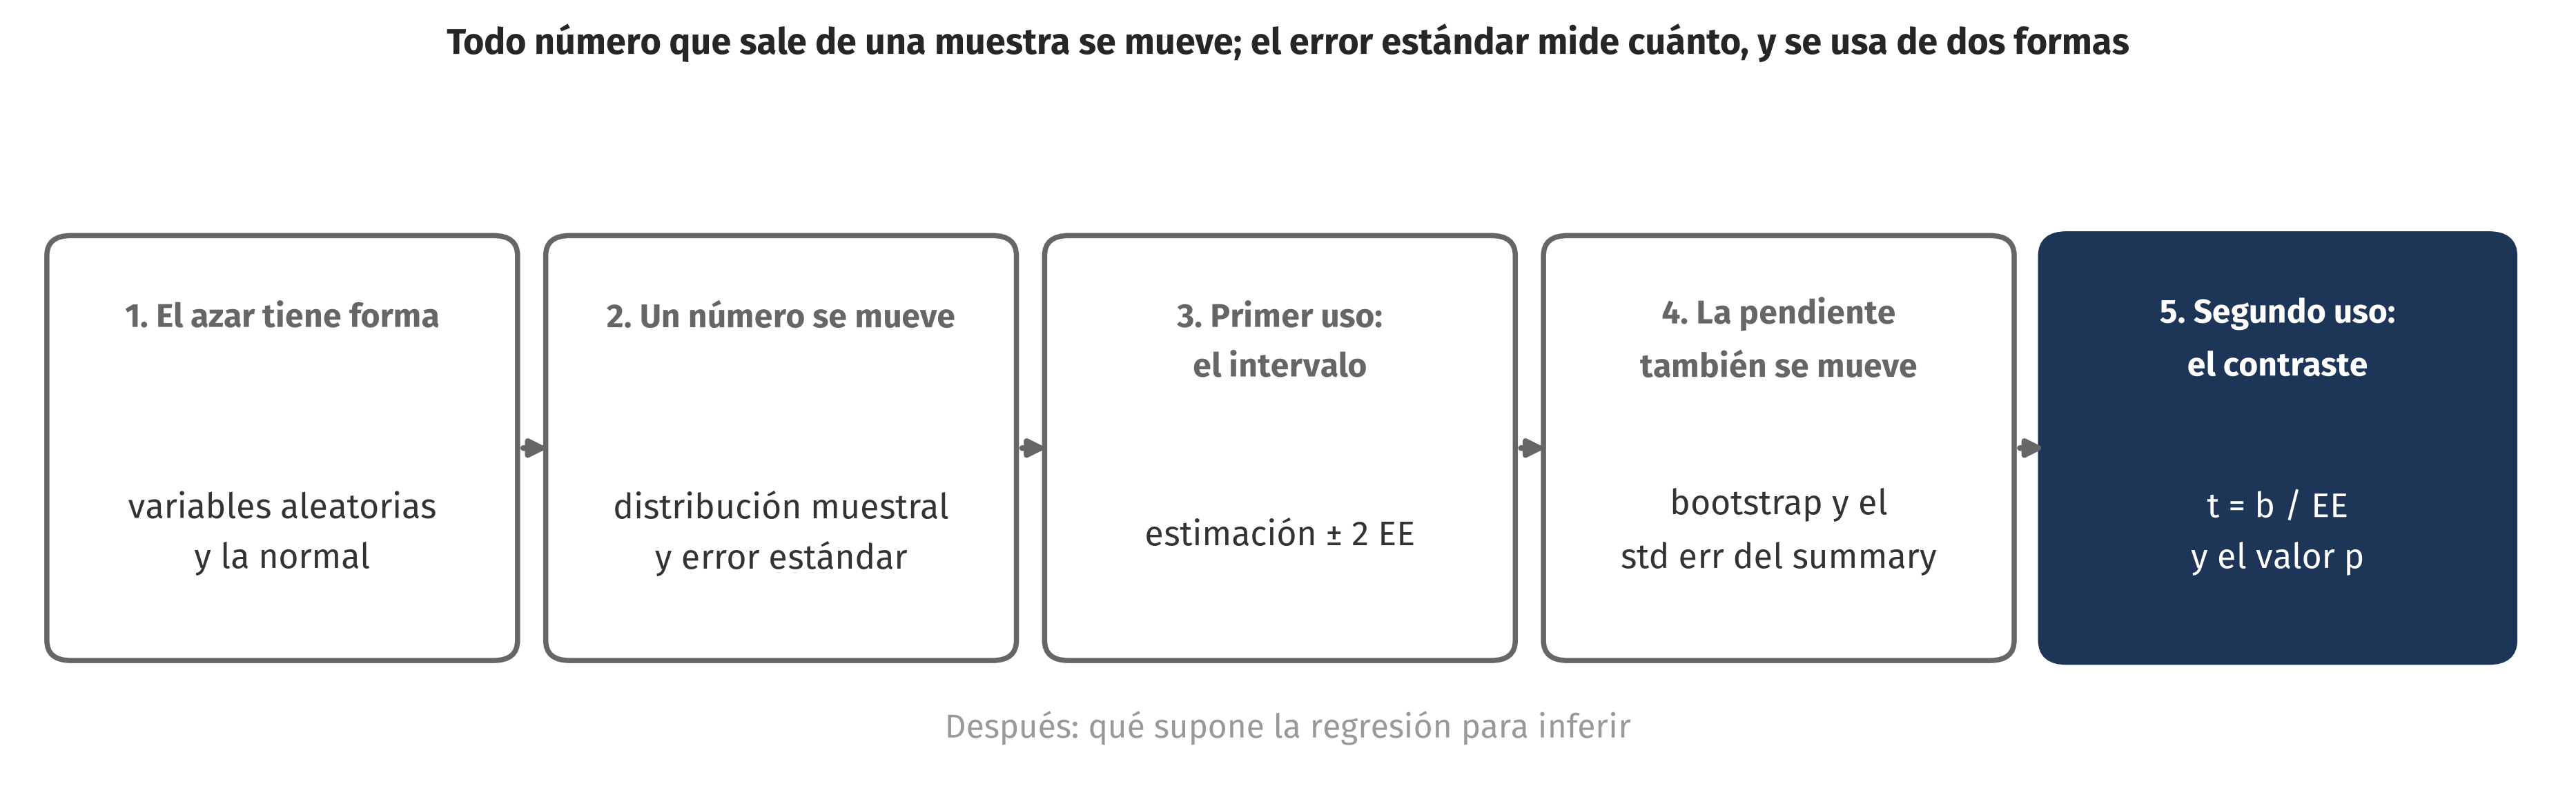 Todo número que sale de una muestra se mueve; el error estándar mide cuánto, y se usa de dos formas
1. El azar tiene forma
variables aleatorias
y la normal
2. Un número se mueve
distribución muestral
y error estándar
3. Primer uso:
el intervalo
estimación ± 2 EE
4. La pendiente
también se mueve
bootstrap y el
std err del summary
5. Segundo uso:
el contraste
t = b / EE
y el valor p
Después: qué supone la regresión para inferir